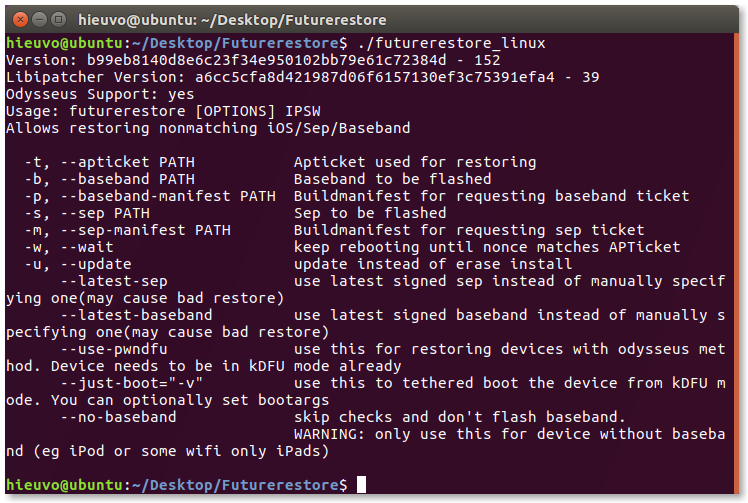 hieuvo@ubuntu: ~/Desktop/Futurerestore
hieuvo@ubuntu:~/Desktop/Futurerestore$ ./futurerestore_linux
Version: b99eb8140d8e6c23f34e950102bb79e61c72384d - 152
Libipatcher Version: a6cc5cfa8d421987d06f6157130ef3c75391efa4 - 39
Odysseus Support: yes
Usage: futurerestore [OPTIONS] IPSW
Allows restoring nonmatching iOS/Sep/Baseband

  -t, --apticket PATH           Apticket used for restoring
  -b, --baseband PATH           Baseband to be flashed
  -p, --baseband-manifest PATH  Buildmanifest for requesting baseband ticket
  -s, --sep PATH                Sep to be flashed
  -m, --sep-manifest PATH       Buildmanifest for requesting sep ticket
  -w, --wait                    keep rebooting until nonce matches APTicket
  -u, --update                  update instead of erase install
      --latest-sep              use latest signed sep instead of manually specif
ying one(may cause bad restore)
      --latest-baseband         use latest signed baseband instead of manually s
pecifying one(may cause bad restore)
      --use-pwndfu              use this for restoring devices with odysseus met
hod. Device needs to be in kDFU mode already
      --just-boot="-v"          use this to tethered boot the device from kDFU m
ode. You can optionally set bootargs
      --no-baseband             skip checks and don't flash baseband.
                                WARNING: only use this for device without baseba
nd (eg iPod or some wifi only iPads)

hieuvo@ubuntu:~/Desktop/Futurerestore$